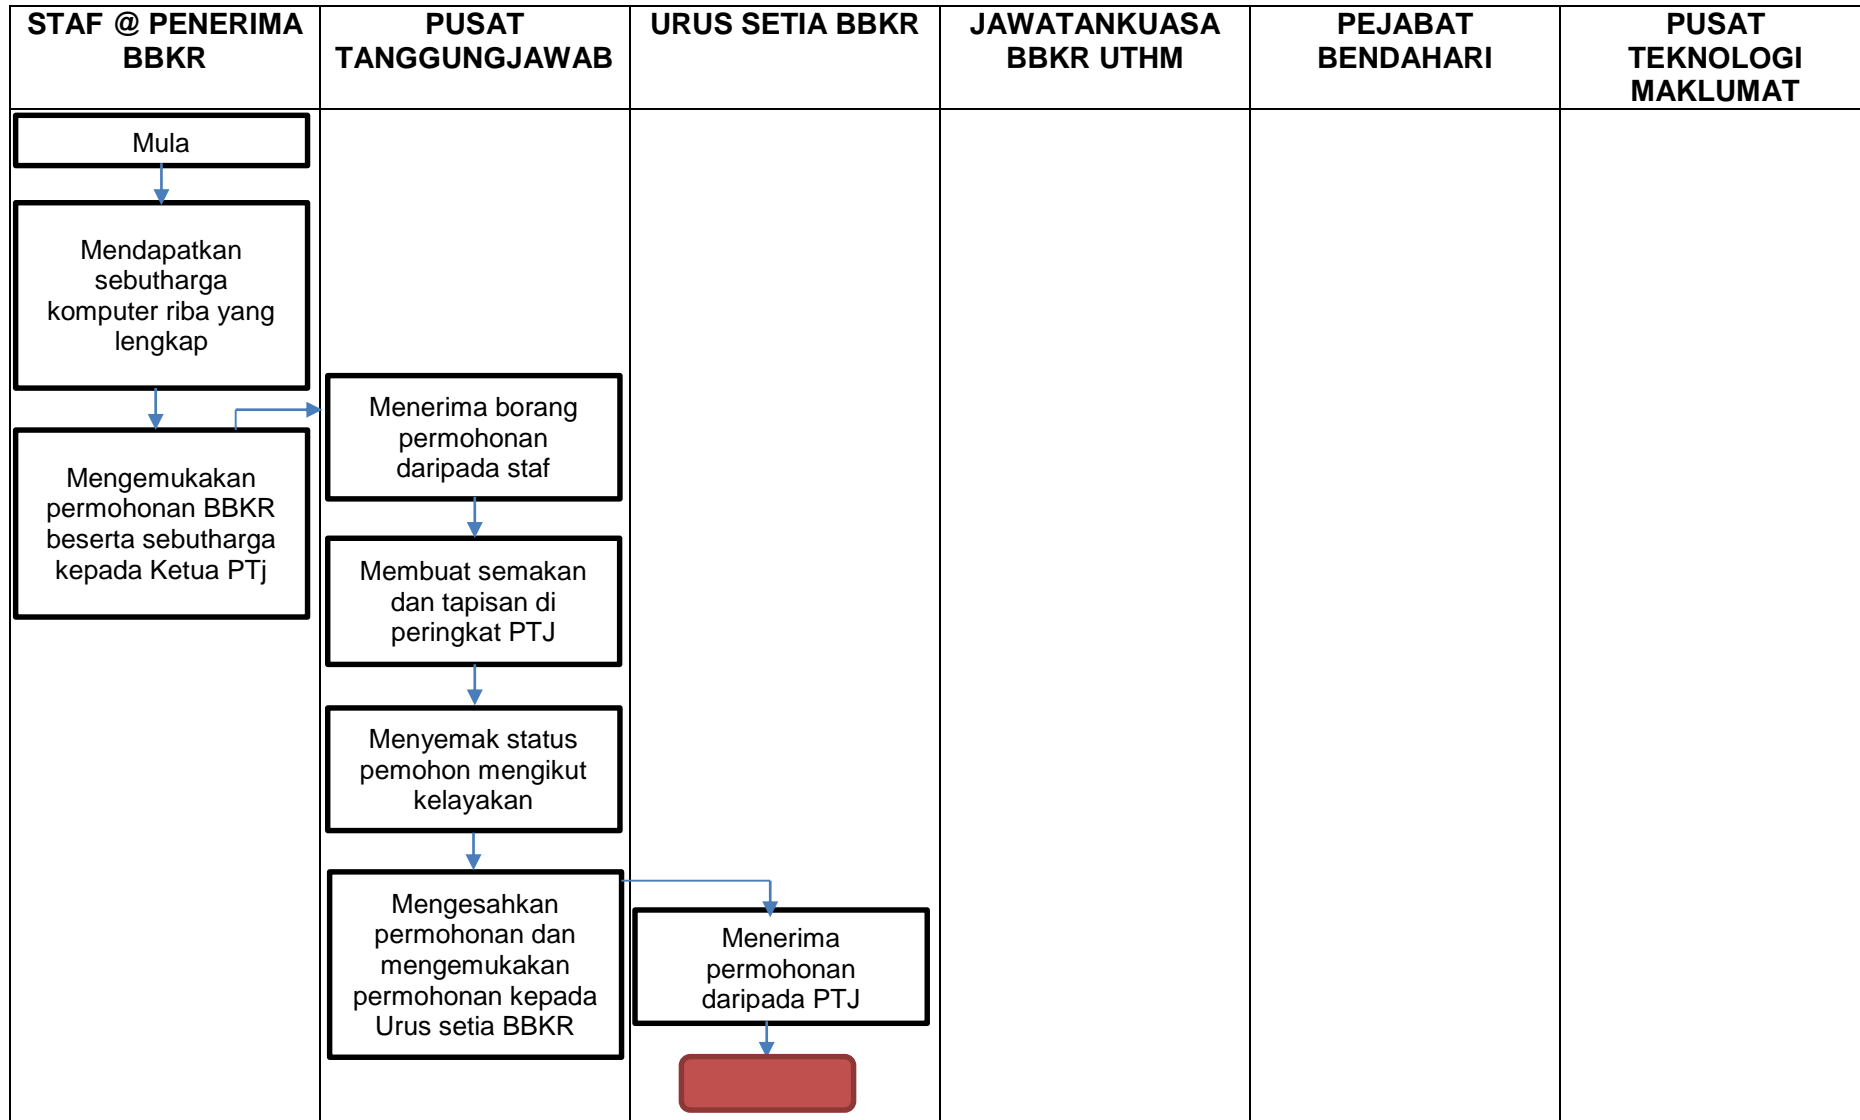 STAF @ PENERIMA
BBKR
PUSAT
TANGGUNGJAWAB
URUS SETIA BBKR
JAWATANKUASA
BBKR UTHM
PEJABAT
BENDAHARI
PUSAT
TEKNOLOGI
MAKLUMAT
Mula
Mendapatkan
sebutharga
komputer riba yang
lengkap
Mengemukakan
permohonan BBKR
beserta sebutharga
kepada Ketua PTj
Menerima borang
permohonan
daripada staf
Membuat semakan
dan tapisan di
peringkat PTJ
Menyemak status
pemohon mengikut
kelayakan
Mengesahkan
permohonan dan
mengemukakan
permohonan kepada
Urus setia BBKR
Menerima
permohonan
daripada PTJ